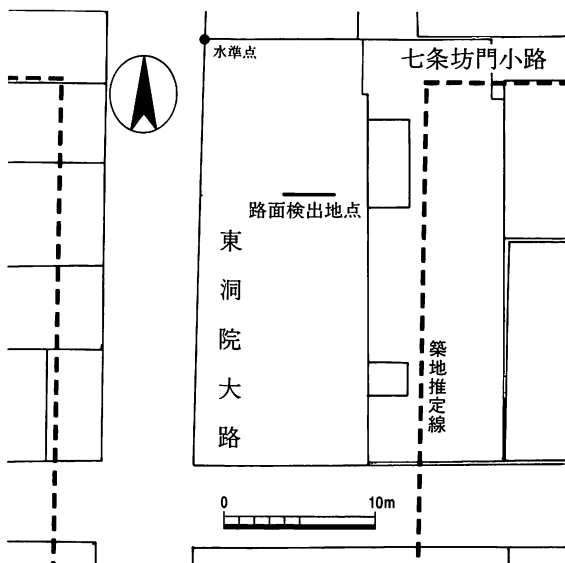 水準点
七条坊門小路
路面検出地点
東洞院大路
築地推定線
0 10m